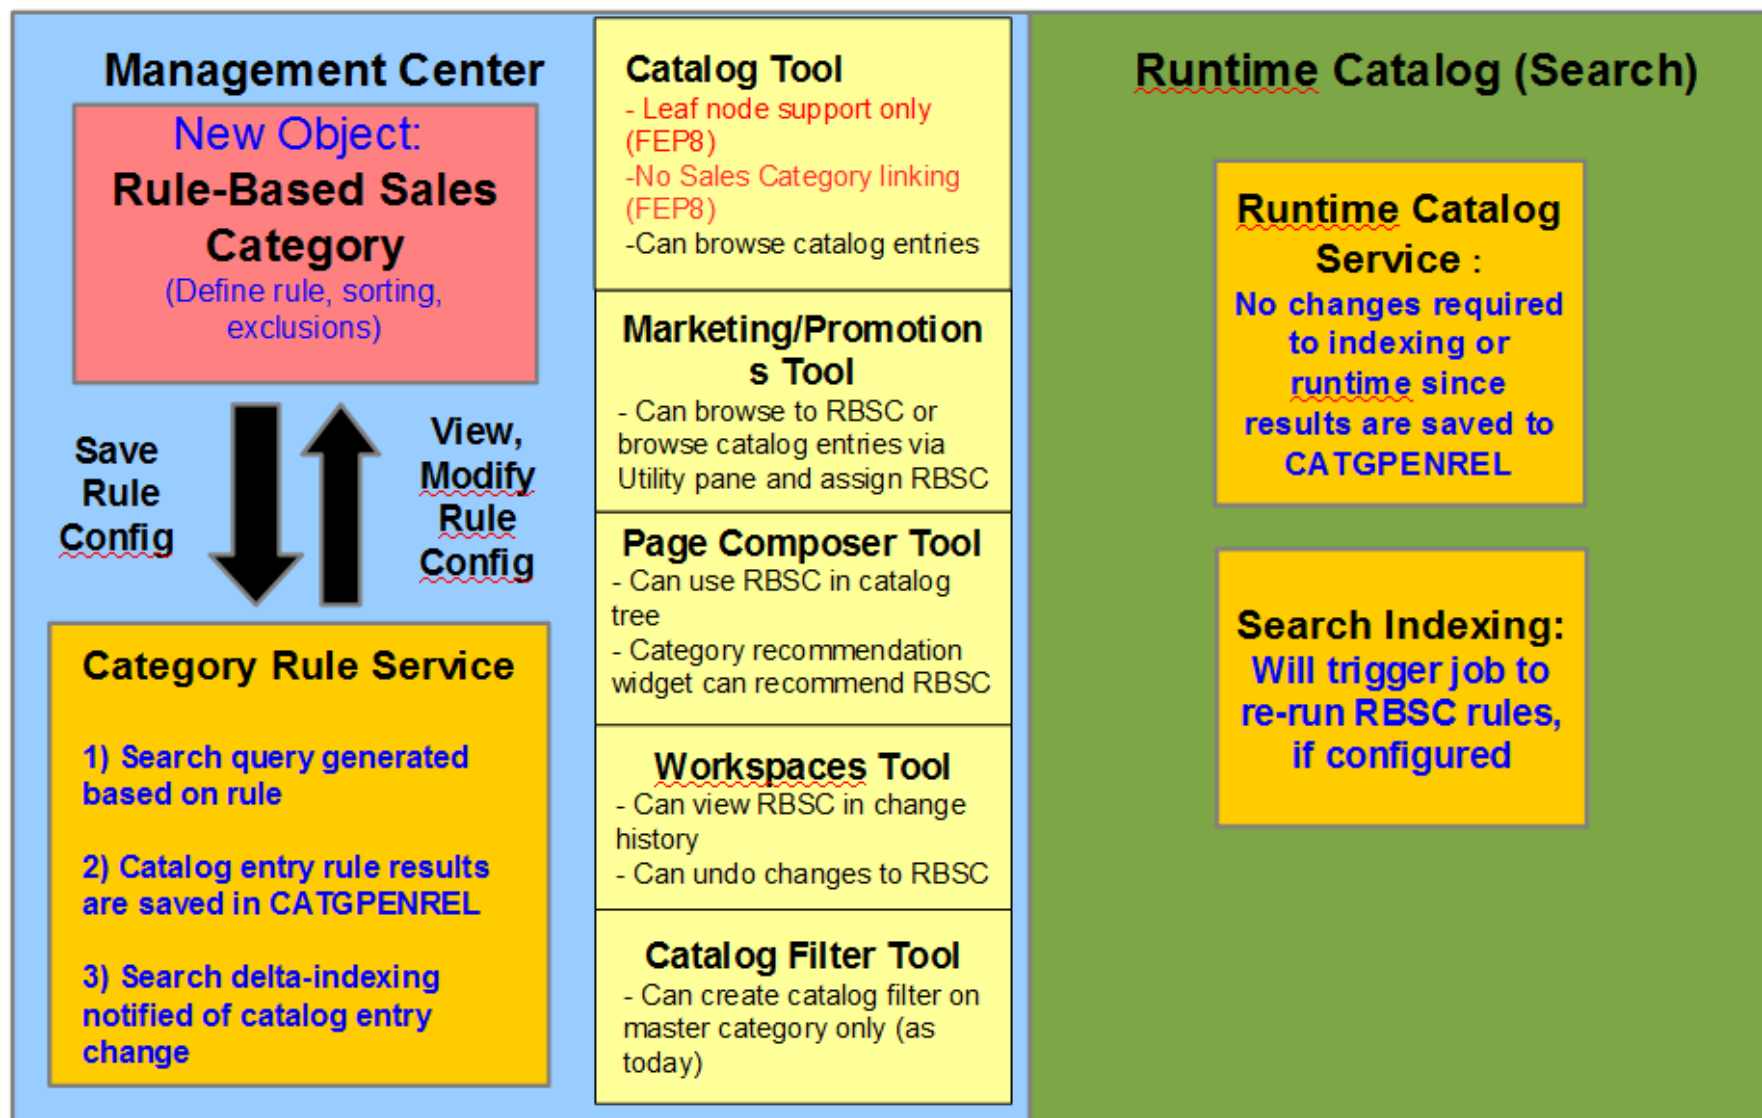 Management Center
New Object:
Rule-Based Sales
Category
(Define rule, sorting,
exclusions)
Save
Rule
Config
View,
Modify
Rule
Config
Category Rule Service
1) Search query generated
based on rule
2) Catalog entry rule results
are saved in CATGPENREL
3) Search delta-indexing
notified of catalog entry
change
Catalog Tool
- Leaf node support only
(FEP8)
-No Sales Category linking
(FEP8)
-Can browse catalog entries
Marketing/Promotion
s Tool
- Can browse to RBSC or
browse catalog entries via
Utility pane and assign RBSC
Page Composer Tool
- Can use RBSC in catalog
tree
- Category recommendation
widget can recommend RBSC
Workspaces Tool
- Can view RBSC in change
history
- Can undo changes to RBSC
Catalog Filter Tool
- Can create catalog filter on
master category only (as
today)
Runtime Catalog (Search)
Runtime Catalog
Service :
No changes required
to indexing or
runtime since
results are saved to
CATGPENREL
Search Indexing:
Will trigger job to
re-run RBSC rules,
if configured